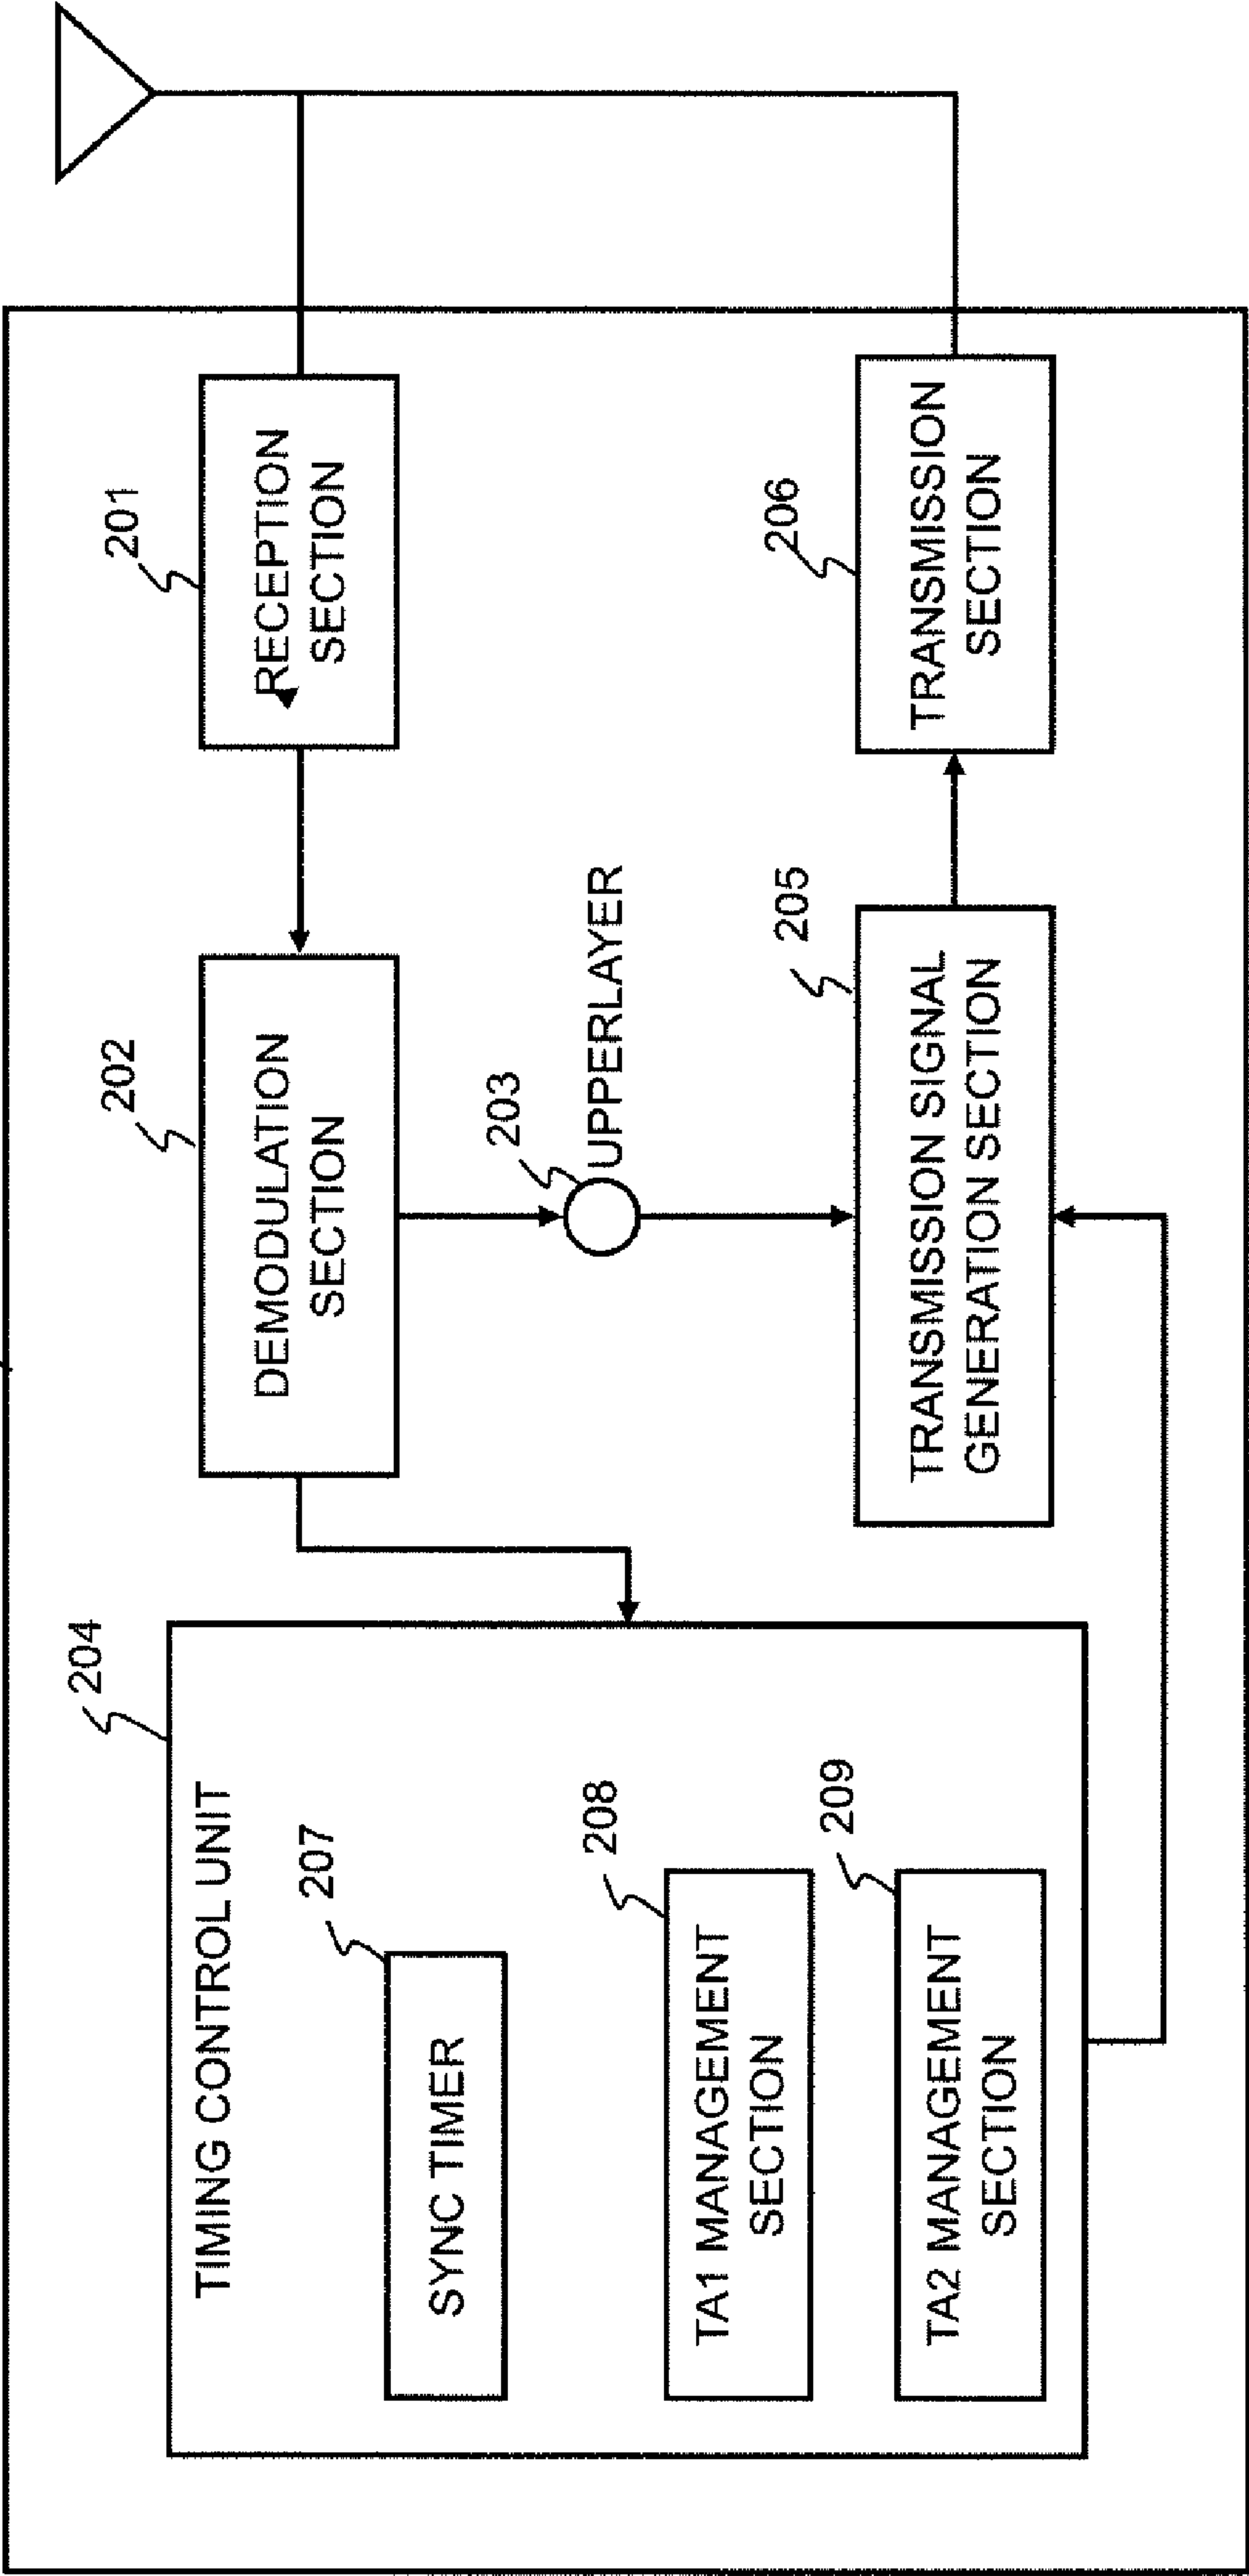 204
TIMING CONTROL UNIT
207
SYNC TIMER
208
TA1 MANAGEMENT
SECTION
209
TA2 MANAGEMENT
SECTION
202
DEMODULATION
SECTION
203
UPPERLAYER
205
TRANSMISSION SIGNAL
GENERATION SECTION
201
RECEPTION
SECTION
206
TRANSMISSION
SECTION